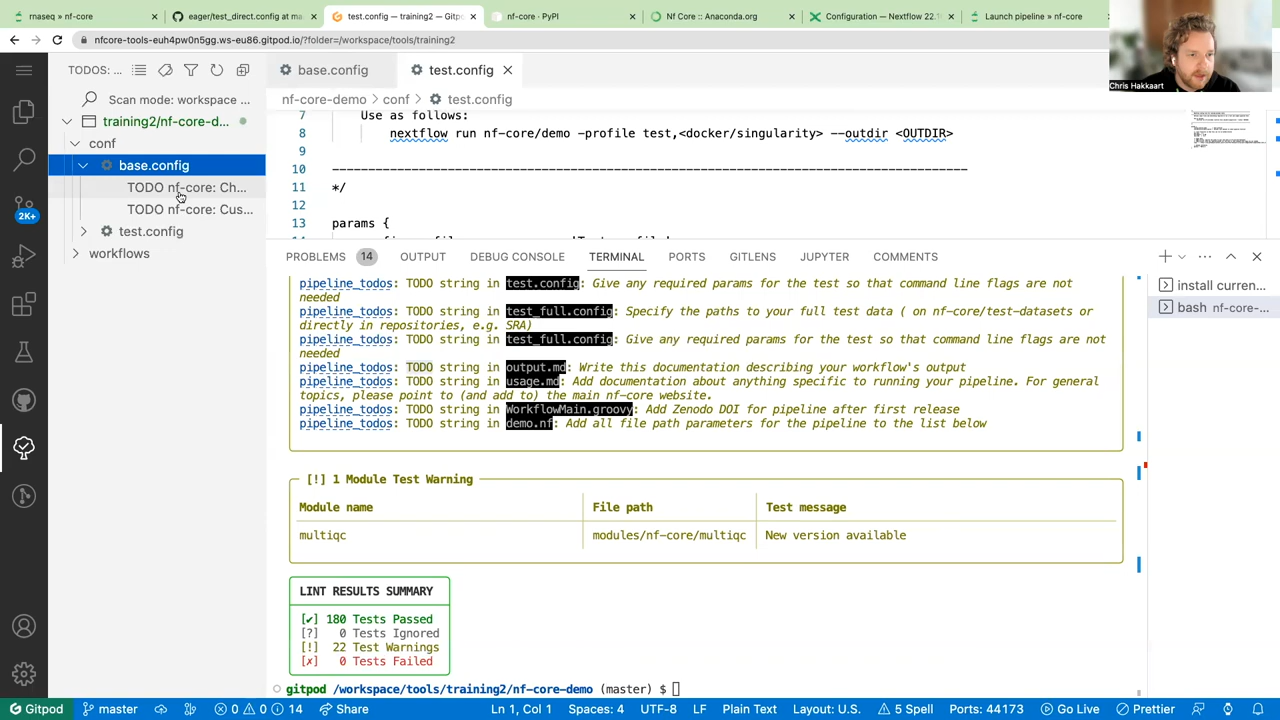 rnaseq » nf-core
eager/test_direct.config at ma
test.config — training2 — Gitpo
nf-core · PyPI
Nf Core :: Anaconda.org
Configuration — Nextflow 22.1
Launch pipeline » nf-core
nfcore-tools-euh4pw0n5gg.ws-eu86.gitpod.io/?folder=/workspace/tools/training2
Chris Hakkaart
TODOS: ...
base.config
test.config
Scan mode: workspace ...
nf-core-demo > conf > test.config
training2/nf-core-d...
conf
base.config
TODO nf-core: Ch...
TODO nf-core: Cus...
test.config
workflows
2K+
7 Use as follows:
8 nextflow run nf-core/demo -profile test,<docker/singularity> --outdir <OUTDIR>
9
10 ----------------------------------------------------------------------------------------
11 */
12
13 params {
14
PROBLEMS 14 OUTPUT DEBUG CONSOLE TERMINAL PORTS GITLENS JUPYTER COMMENTS
install curren...
bash nf-core-...
pipeline_todos: TODO string in test.config: Give any required params for the test so that command line flags are not
needed
pipeline_todos: TODO string in test_full.config: Specify the paths to your full test data ( on nf-core/test-datasets or
directly in repositories, e.g. SRA)
pipeline_todos: TODO string in test_full.config: Give any required params for the test so that command line flags are not
needed
pipeline_todos: TODO string in output.md: Write this documentation describing your workflow's output
pipeline_todos: TODO string in usage.md: Add documentation about anything specific to running your pipeline. For general
topics, please point to (and add to) the main nf-core website.
pipeline_todos: TODO string in WorkflowMain.groovy: Add Zenodo DOI for pipeline after first release
pipeline_todos: TODO string in demo.nf: Add all file path parameters for the pipeline to the list below
[!] 1 Module Test Warning
Module name File path Test message
multiqc modules/nf-core/multiqc New version available
LINT RESULTS SUMMARY
[✔] 180 Tests Passed
[?] 0 Tests Ignored
[!] 22 Test Warnings
[✗] 0 Tests Failed
gitpod /workspace/tools/training2/nf-core-demo (master) $
Gitpod master 0 0 14 Share Ln 1, Col 1 Spaces: 4 UTF-8 LF Plain Text Layout: U.S. 5 Spell Ports: 44173 Go Live Prettier